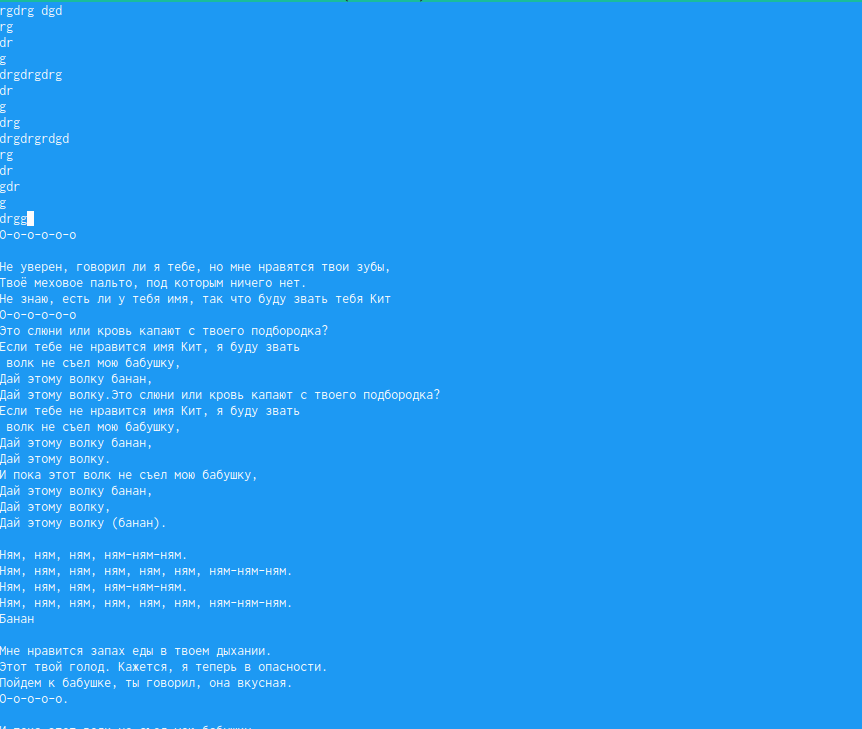 rgdrg dgd
rg
dr
g
drgdrgdrg
dr
g
drg
drgdrgrdgd
rg
dr
gdr
g
drgg
О-о-о-о-о-о
Не уверен, говорил ли я тебе, но мне нравятся твои зубы,
Твоё меховое пальто, под которым ничего нет.
Не знаю, есть ли у тебя имя, так что буду звать тебя Кит
О-о-о-о-о-о
Это слюни или кровь капают с твоего подбородка?
Если тебе не нравится имя Кит, я буду звать
волк не съел мою бабушку,
Дай этому волку банан,
Дай этому волку.Это слюни или кровь капают с твоего подбородка?
Если тебе не нравится имя Кит, я буду звать
волк не съел мою бабушку,
Дай этому волку банан,
Дай этому волку.
И пока этот волк не съел мою бабушку,
Дай этому волку банан,
Дай этому волку,
Дай этому волку (банан).
Ням, ням, ням, ням-ням-ням.
Ням, ням, ням, ням, ням, ням, ням-ням-ням.
Ням, ням, ням, ням-ням-ням.
Ням, ням, ням, ням, ням, ням, ням-ням-ням.
Банан
Мне нравится запах еды в твоем дыхании.
Этот твой голод. Кажется, я теперь в опасности.
Пойдем к бабушке, ты говорил, она вкусная.
О-о-о-о-о.